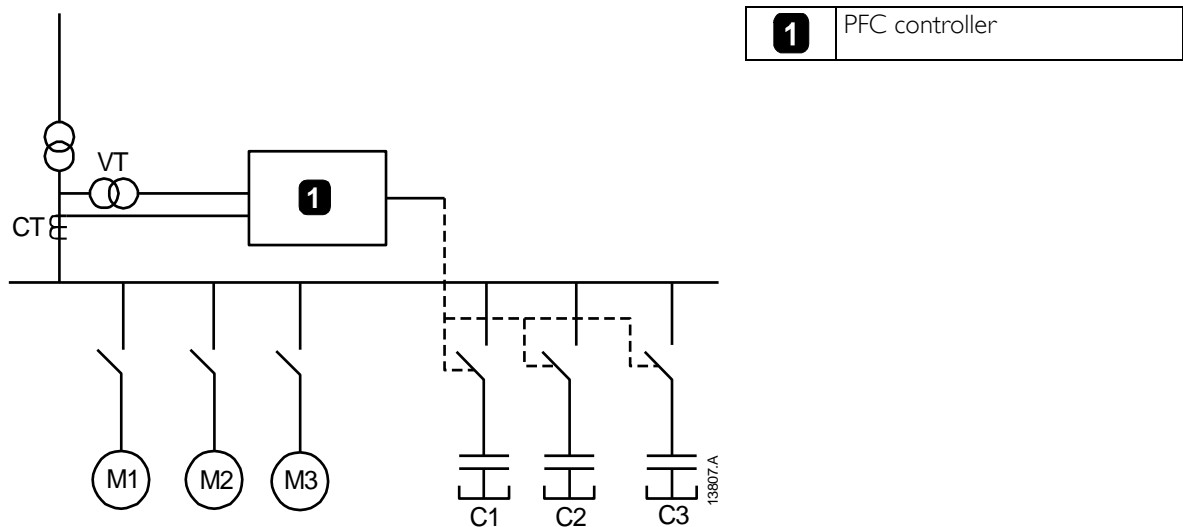 1 PFC controller
VT
1
CT
M1 M2 M3
C1 C2 C3
13807.A